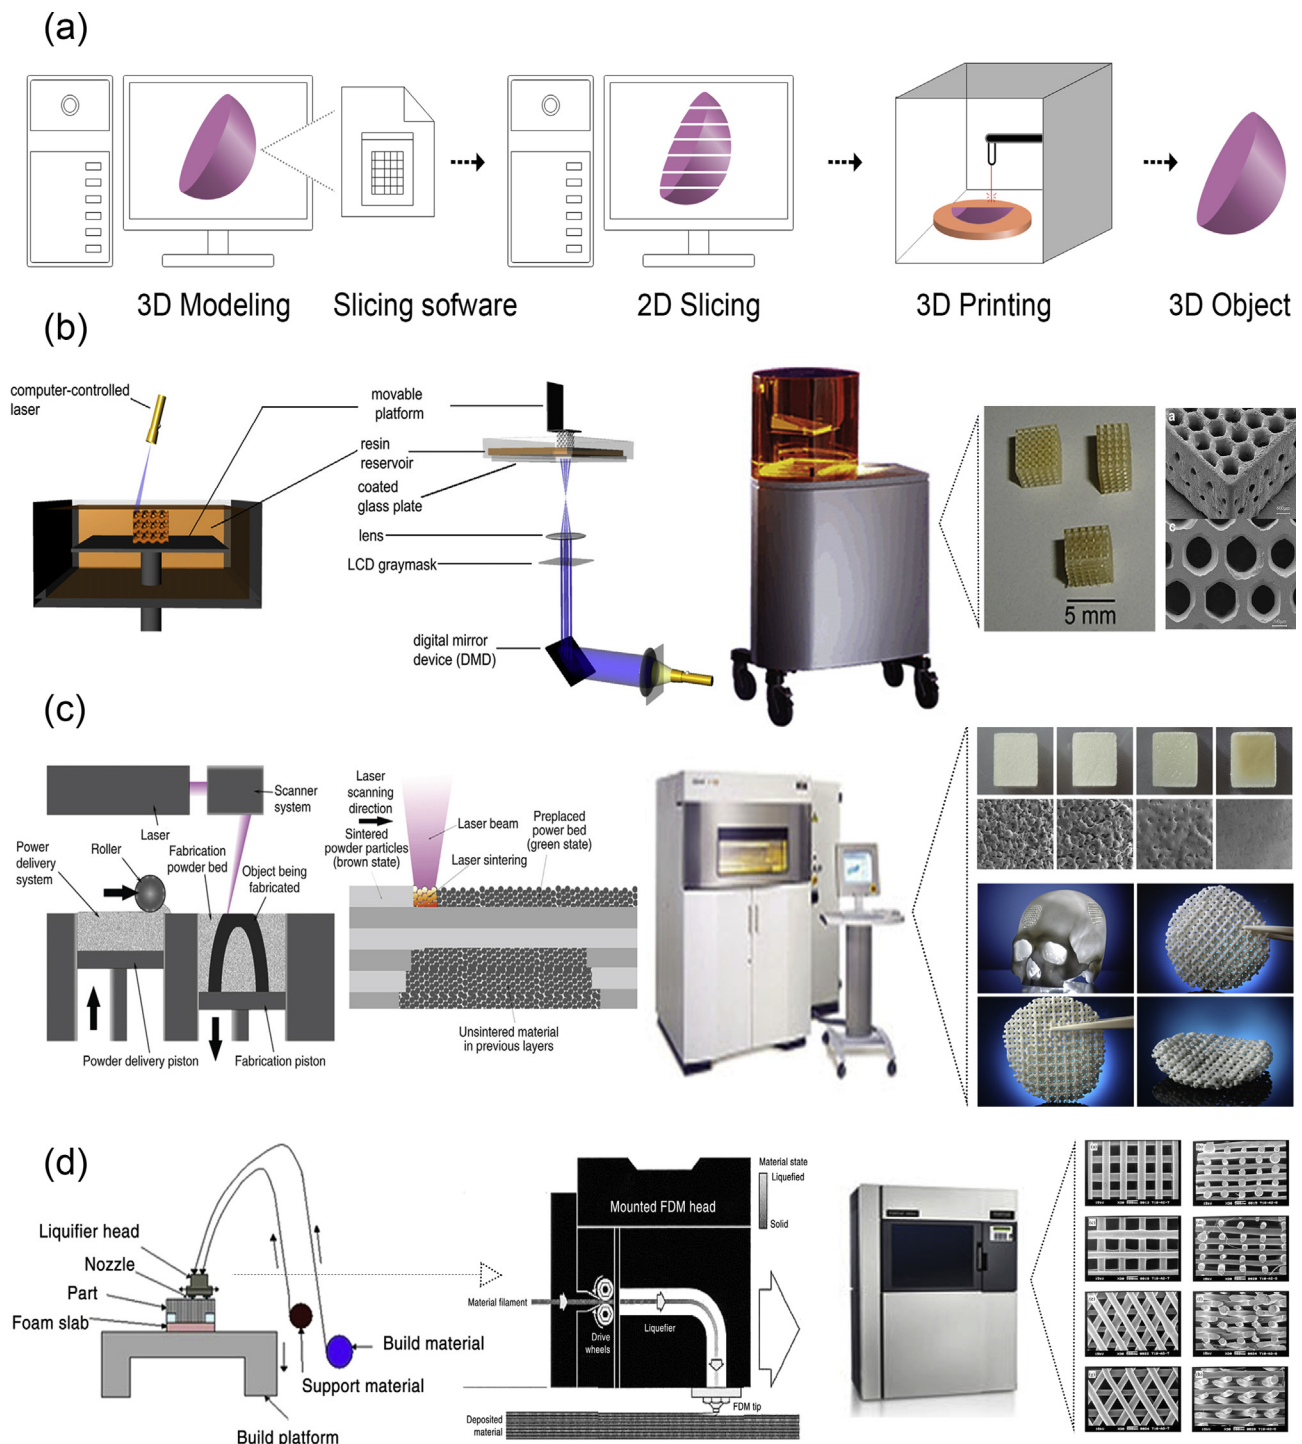 (a)
3D Modeling
Slicing sofware
2D Slicing
3D Printing
3D Object
(b)
computer-controlled
laser
movable
platform
resin
reservoir
coated
glass plate
lens
LCD graymask
digital mirror
device (DMD)
5 mm
a
c
(c)
Laser
Scanner
system
Power
delivery
system
Roller
Fabrication
powder bed
Object being
fabricated
Powder delivery piston
Fabrication piston
Laser
scanning
direction
Sintered
powder particles
(brown state)
Laser beam
Laser sintering
Preplaced
power bed
(green state)
Unsintered material
in previous layers
(d)
Liquifier head
Nozzle
Part
Foam slab
Build material
Support material
Build platform
Mounted FDM head
Material state
Liquefied
Solid
Material filament
Drive
wheels
Liquefier
FDM tip
Deposited
material